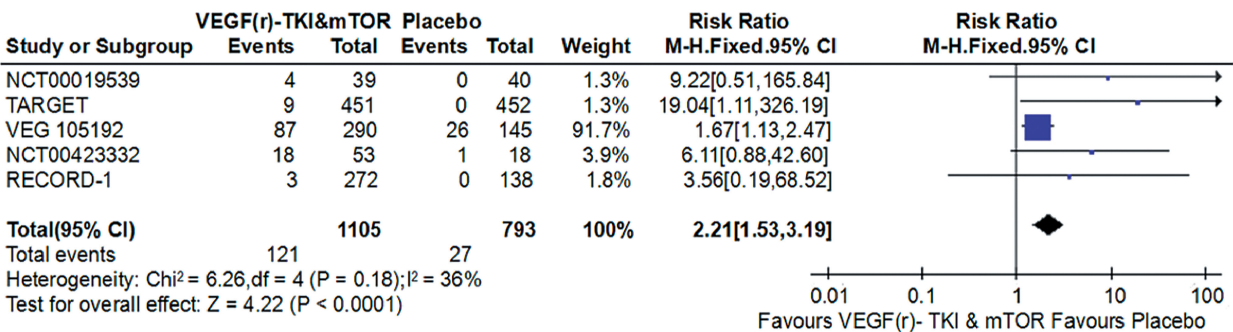 VEGF(r)-TKI&mTOR Placebo Risk Ratio Risk Ratio
Study or Subgroup Events Total Events Total Weight M-H.Fixed.95% CI M-H.Fixed.95% CI
NCT00019539 4 39 0 40 1.3% 9.22[0.51,165.84]
TARGET 9 451 0 452 1.3% 19.04[1.11,326.19]
VEG 105192 87 290 26 145 91.7% 1.67[1.13,2.47]
NCT00423332 18 53 1 18 3.9% 6.11[0.88,42.60]
RECORD-1 3 272 0 138 1.8% 3.56[0.19,68.52]
Total(95% CI) 1105 793 100% 2.21[1.53,3.19]
Total events 121 27
Heterogeneity: Chi² = 6.26,df = 4 (P = 0.18);I² = 36%
Test for overall effect: Z = 4.22 (P < 0.0001)
0.01 0.1 1 10 100
Favours VEGF(r)- TKI & mTOR Favours Placebo